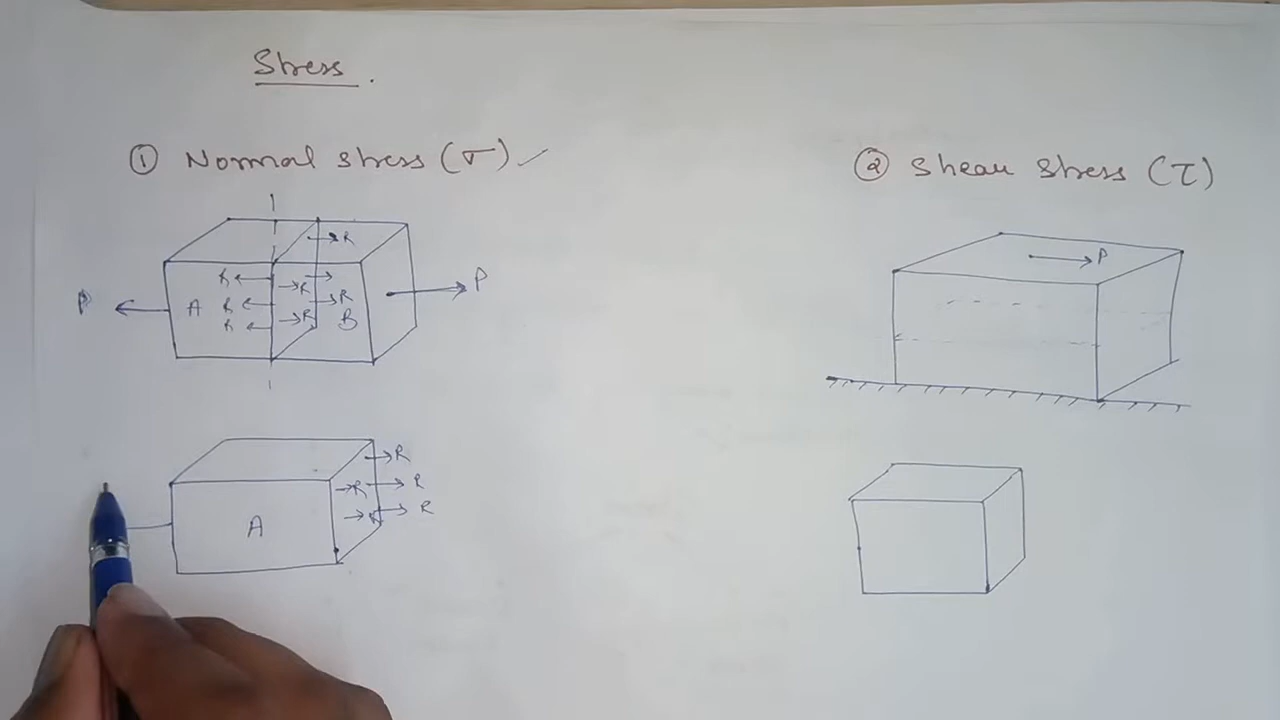 Stress .
① Normal stress (σ) ✓
② Shear stress (τ)
R
P
R R
P A R R R P
R R B
P
R
R R
A R R